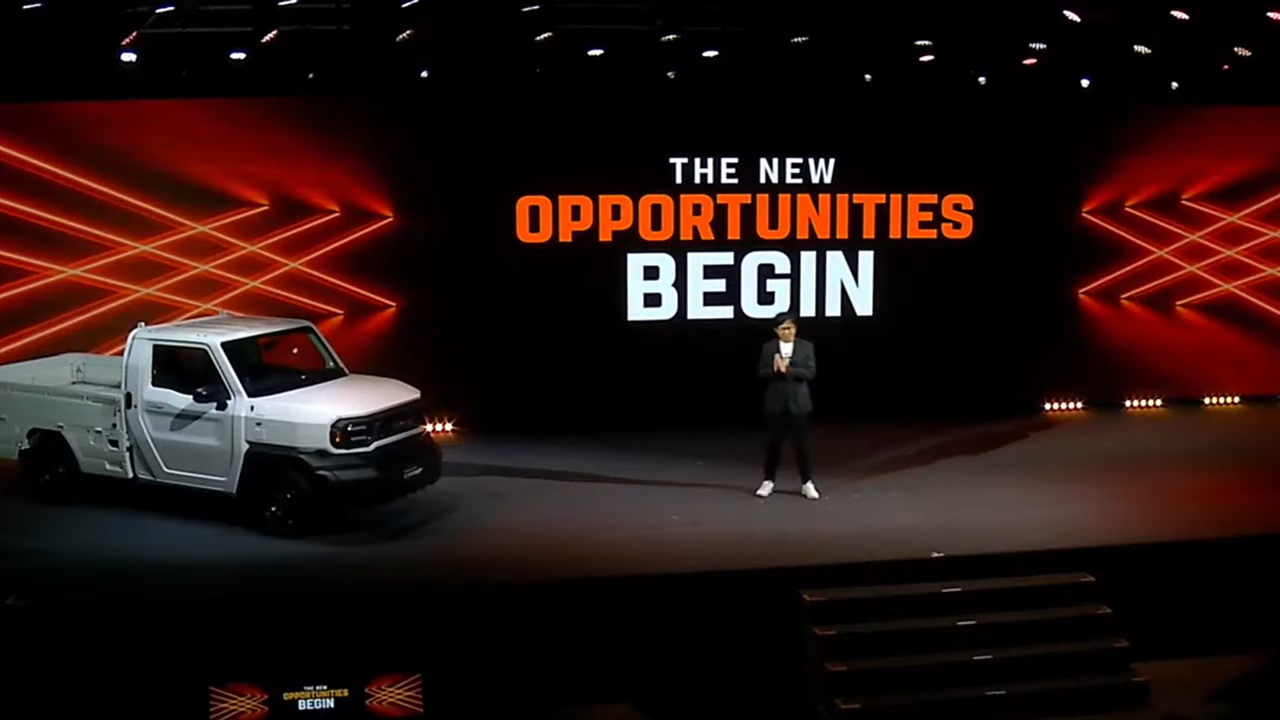 THE NEW
OPPORTUNITIES
BEGIN
THE NEW
OPPORTUNITIES
BEGIN